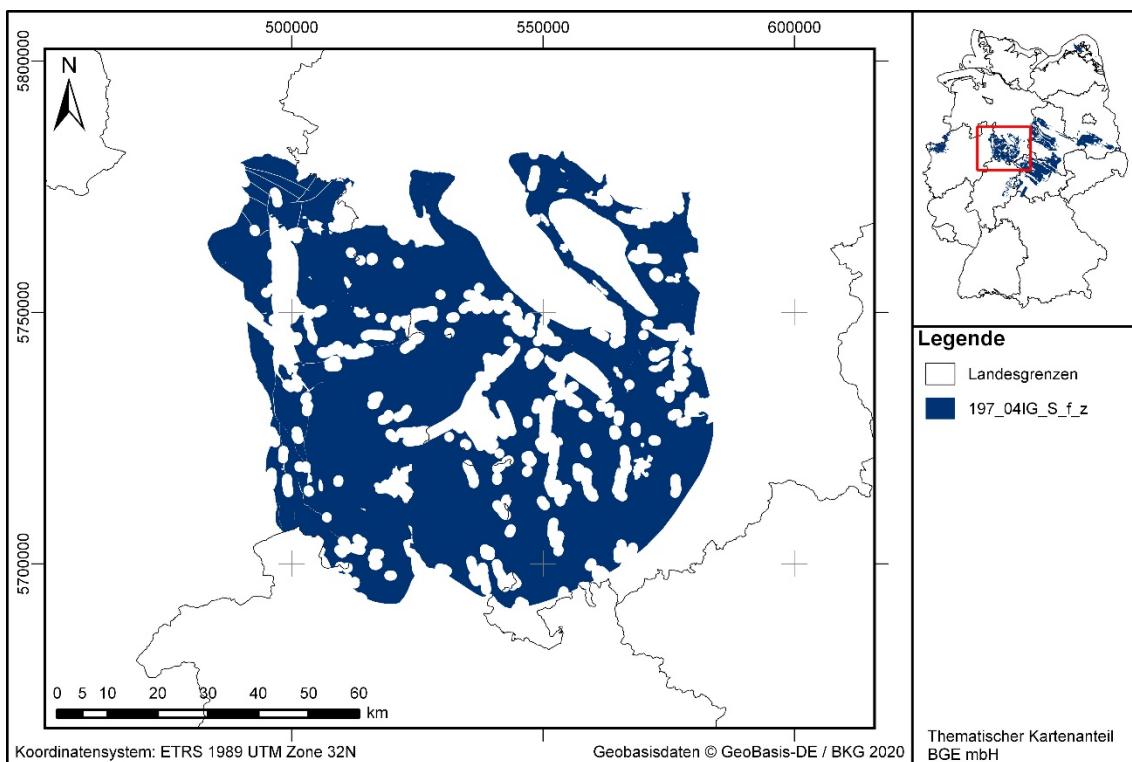 500000 550000 600000
5800000
5750000
5700000
N
0 5 10 20 30 40 50 60
km
Koordinatensystem: ETRS 1989 UTM Zone 32N
Geobasisdaten © GeoBasis-DE / BKG 2020
Legende
Landesgrenzen
197_04IG_S_f_z
Thematischer Kartenanteil
BGE mbH